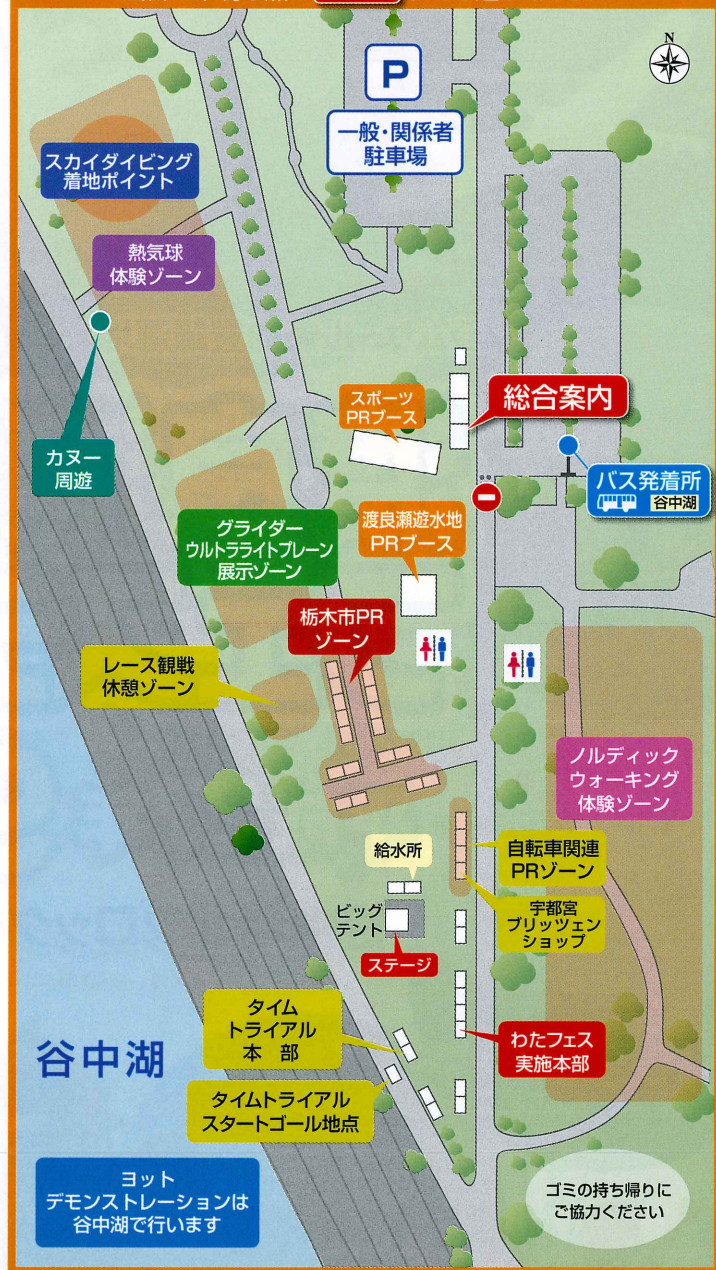 N
P
一般・関係者
駐車場
スカイダイビング
着地ポイント
熱気球
体験ゾーン
カヌー
周遊
スポーツ
PRブース
総合案内
バス発着所
谷中湖
グライダー
ウルトラライトプレーン
展示ゾーン
渡良瀬遊水地
PRブース
栃木市PR
ゾーン
レース観戦
休憩ゾーン
ノルディック
ウォーキング
体験ゾーン
給水所
自転車関連
PRゾーン
ビッグ
テント
宇都宮
ブリッツェン
ショップ
ステージ
タイム
トライアル
本 部
わたフェス
実施本部
谷中湖
タイムトライアル
スタートゴール地点
ヨット
デモンストレーションは
谷中湖で行います
ゴミの持ち帰りに
ご協力ください